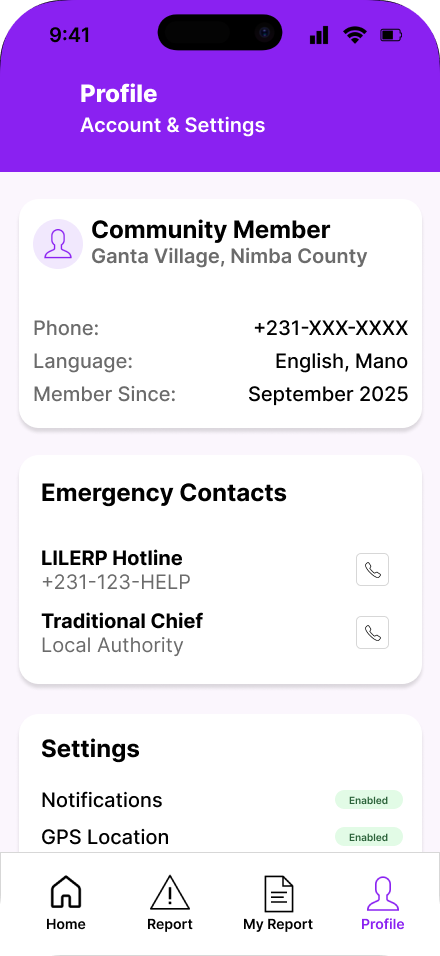 9:41
Profile
Account & Settings
Community Member
Ganta Village, Nimba County
Phone: +231-XXX-XXXX
Language: English, Mano
Member Since: September 2025
Emergency Contacts
LILERP Hotline
+231-123-HELP
Traditional Chief
Local Authority
Settings
Notifications Enabled
GPS Location Enabled
Home Report My Report Profile